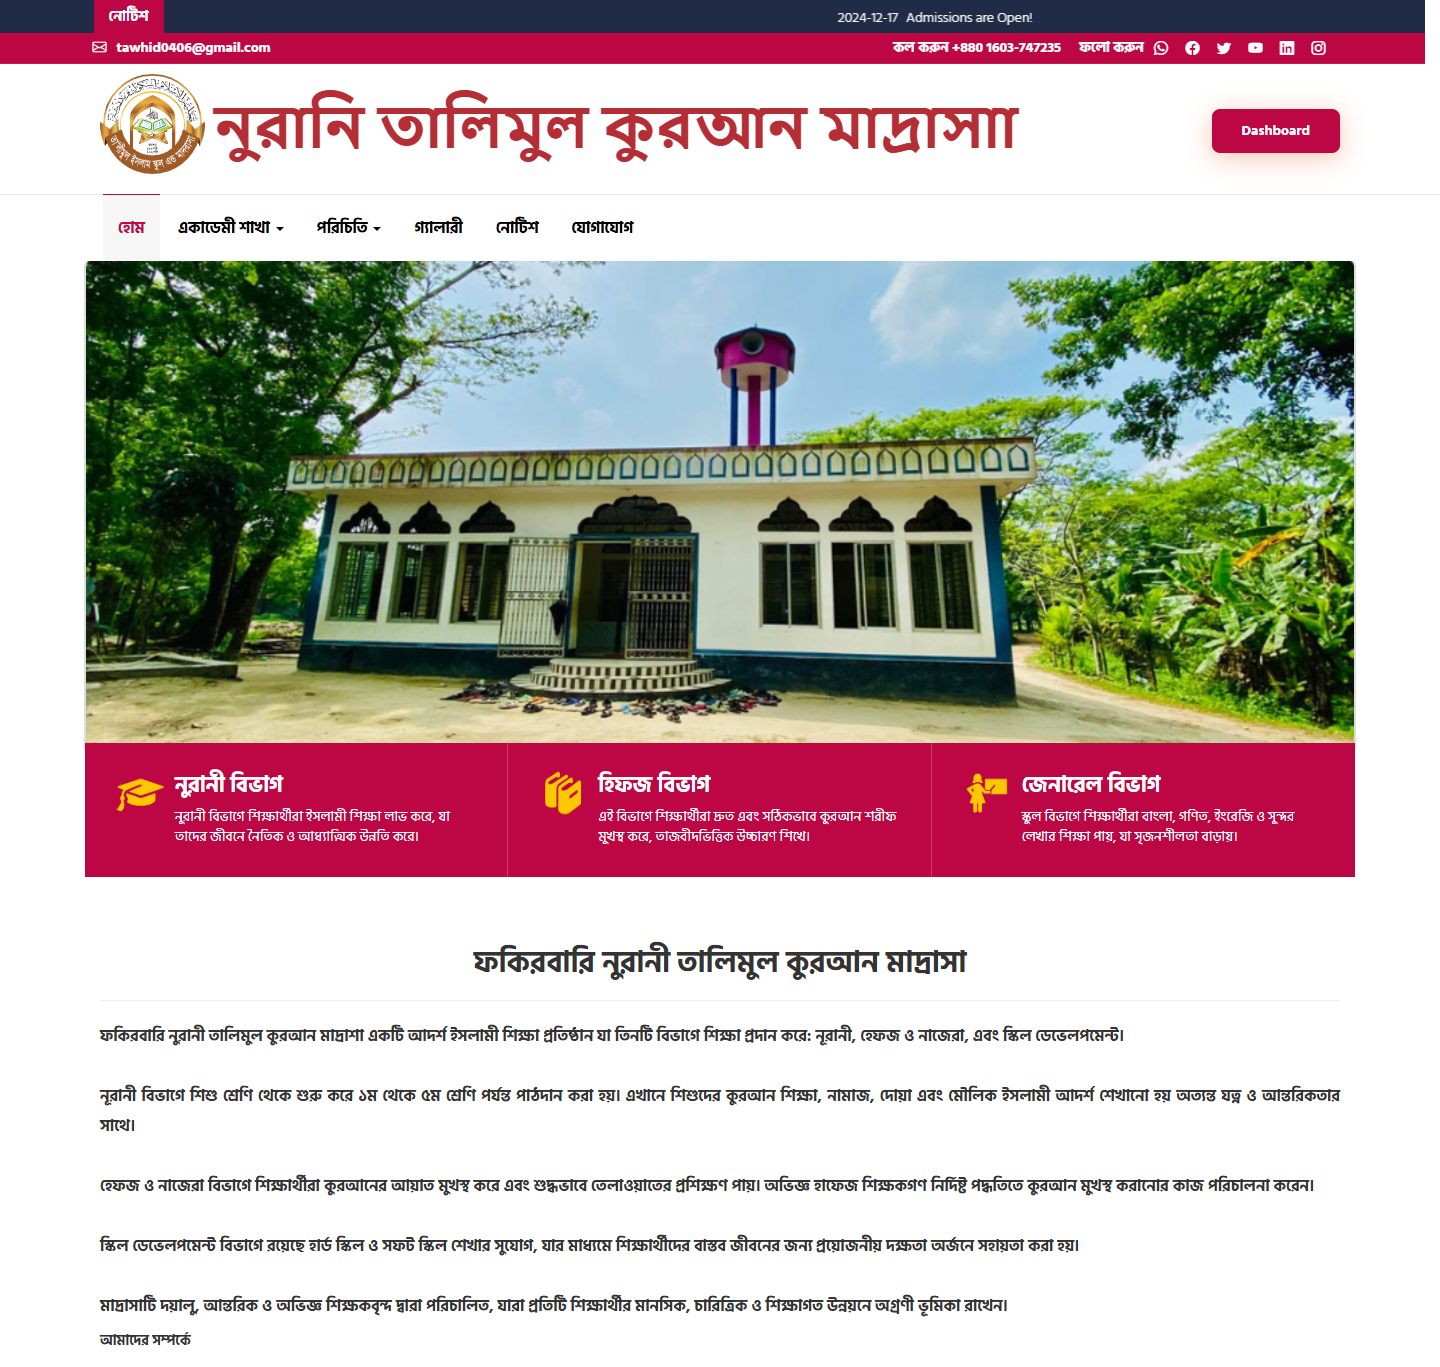 নোটিশ
2024-12-17 Admissions are Open!
tawhid0406@gmail.com
কল করুন +880 1603-747235 ফলো করুন
নুরানি তালিমুল কুরআন মাদ্রাসাা
Dashboard
হোম একাডেমী শাখা পরিচিতি গ্যালারী নোটিশ যোগাযোগ
নুরানী বিভাগ
নূরানী বিভাগে শিক্ষার্থীরা ইসলামী শিক্ষা লাভ করে, যা
তাদের জীবনে নৈতিক ও আধ্যাত্মিক উন্নতি করে।
হিফজ বিভাগ
এই বিভাগে শিক্ষার্থীরা দ্রুত এবং সঠিকভাবে কুরআন শরীফ
মুখস্থ করে, তাজবীদভিত্তিক উচ্চারণ শিখে।
জেনারেল বিভাগ
স্কুল বিভাগে শিক্ষার্থীরা বাংলা, গণিত, ইংরেজি ও সুন্দর
লেখার শিক্ষা পায়, যা সৃজনশীলতা বাড়ায়।
ফকিরবারি নুরানী তালিমুল কুরআন মাদ্রাসা
ফকিরবারি নুরানী তালিমুল কুরআন মাদ্রাশা একটি আদর্শ ইসলামী শিক্ষা প্রতিষ্ঠান যা তিনটি বিভাগে শিক্ষা প্রদান করে: নূরানী, হেফজ ও নাজেরা, এবং স্কিল ডেভেলপমেন্ট।
নূরানী বিভাগে শিশু শ্রেণি থেকে শুরু করে ১ম থেকে ৫ম শ্রেণি পর্যন্ত পাঠদান করা হয়। এখানে শিশুদের কুরআন শিক্ষা, নামাজ, দোয়া এবং মৌলিক ইসলামী আদর্শ শেখানো হয় অত্যন্ত যত্ন ও আন্তরিকতার
সাথে।
হেফজ ও নাজেরা বিভাগে শিক্ষার্থীরা কুরআনের আয়াত মুখস্থ করে এবং শুদ্ধভাবে তেলাওয়াতের প্রশিক্ষণ পায়। অভিজ্ঞ হাফেজ শিক্ষকগণ নির্দিষ্ট পদ্ধতিতে কুরআন মুখস্থ করানোর কাজ পরিচালনা করেন।
স্কিল ডেভেলপমেন্ট বিভাগে রয়েছে হার্ড স্কিল ও সফট স্কিল শেখার সুযোগ, যার মাধ্যমে শিক্ষার্থীদের বাস্তব জীবনের জন্য প্রয়োজনীয় দক্ষতা অর্জনে সহায়তা করা হয়।
মাদ্রাসাটি দয়ালু, আন্তরিক ও অভিজ্ঞ শিক্ষকবৃন্দ দ্বারা পরিচালিত, যারা প্রতিটি শিক্ষার্থীর মানসিক, চারিত্রিক ও শিক্ষাগত উন্নয়নে অগ্রণী ভূমিকা রাখেন।
আমাদের সম্পর্কে